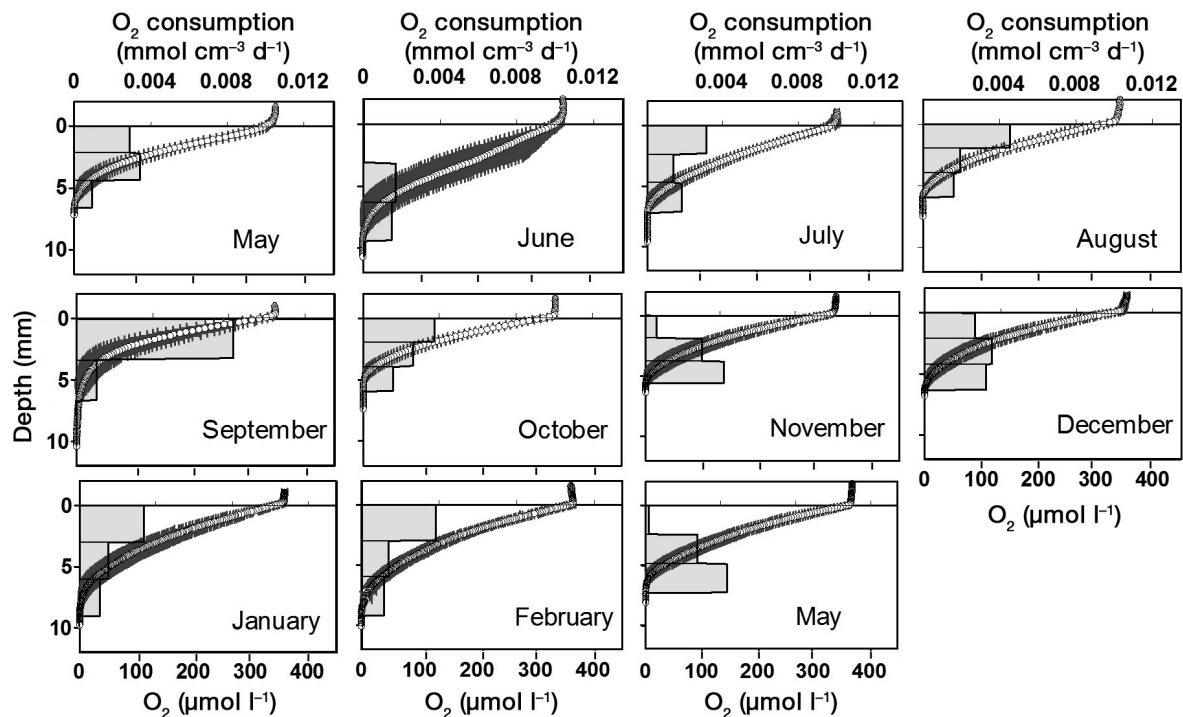 O₂ consumption
(mmol cm⁻³ d⁻¹)
O₂ consumption
(mmol cm⁻³ d⁻¹)
O₂ consumption
(mmol cm⁻³ d⁻¹)
O₂ consumption
(mmol cm⁻³ d⁻¹)
0 0.004 0.008 0.012
0 0.004 0.008 0.012
0.004 0.008 0.012
0.004 0.008 0.012
0
5
10
May
June
July
August
Depth (mm)
0
5
10
September
October
November
December
0 100 200 300 400
O₂ (µmol l⁻¹)
0
5
10
January
February
May
0 100 200 300 400
0 100 200 300 400
0 100 200 300 400
O₂ (µmol l⁻¹)
O₂ (µmol l⁻¹)
O₂ (µmol l⁻¹)